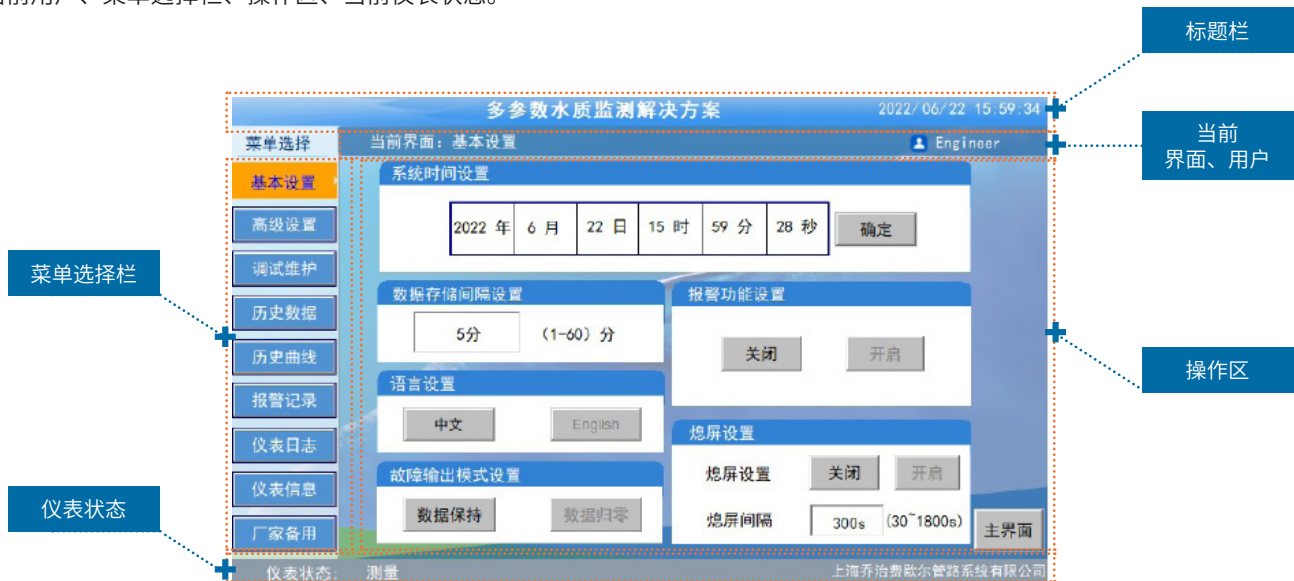 当前用户、菜单选择栏、操作区、当前仪表状态。
标题栏
多参数水质监测解决方案
2022/06/22 15:59:34
菜单选择
当前界面：基本设置
Engineer
当前
界面、用户
基本设置
高级设置
调试维护
历史数据
历史曲线
报警记录
仪表日志
仪表信息
厂家备用
菜单选择栏
系统时间设置
2022 年 6 月 22 日 15 时 59 分 28 秒 确定
数据存储间隔设置
5分 （1-60）分
报警功能设置
关闭 开启
语言设置
中文 English
熄屏设置
熄屏设置 关闭 开启
熄屏间隔 300s (30~1800s)
故障输出模式设置
数据保持 数据归零
主界面
操作区
仪表状态
仪表状态: 测量
上海乔治费歇尔管路系统有限公司